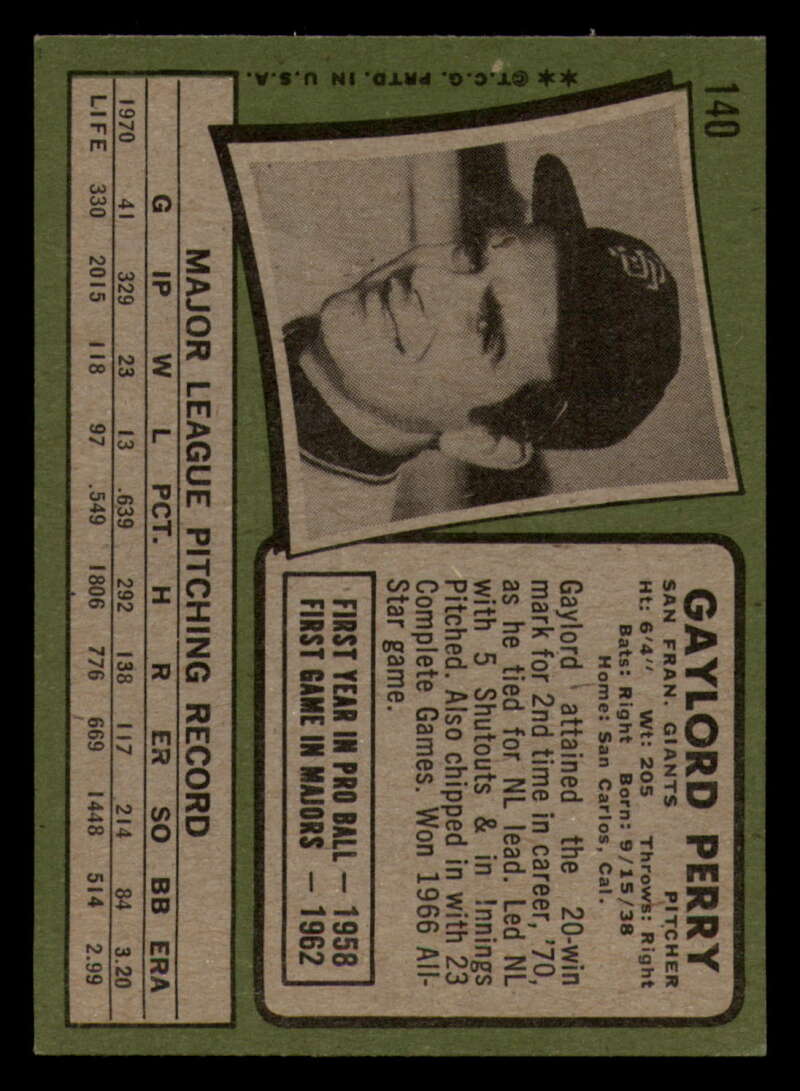 140
**©T.C.G. PRTD. IN U.S.A.
SF
GAYLORD PERRY
SAN FRAN. GIANTS PITCHER
Ht: 6'4" Wt: 205 Throws: Right
Bats: Right Born: 9/15/38
Home: San Carlos, Cal.
Gaylord attained the 20-win
mark for 2nd time in career, '70,
as he tied for NL lead. Led NL
with 5 Shutouts & in Innings
Pitched. Also chipped in with 23
Complete Games. Won 1966 All-
Star game.
FIRST YEAR IN PRO BALL — 1958
FIRST GAME IN MAJORS — 1962
MAJOR LEAGUE PITCHING RECORD
G IP W L PCT. H R ER SO BB ERA
1970 41 329 23 13 .639 292 138 117 214 84 3.20
LIFE 330 2015 118 97 .549 1806 776 669 1448 514 2.99